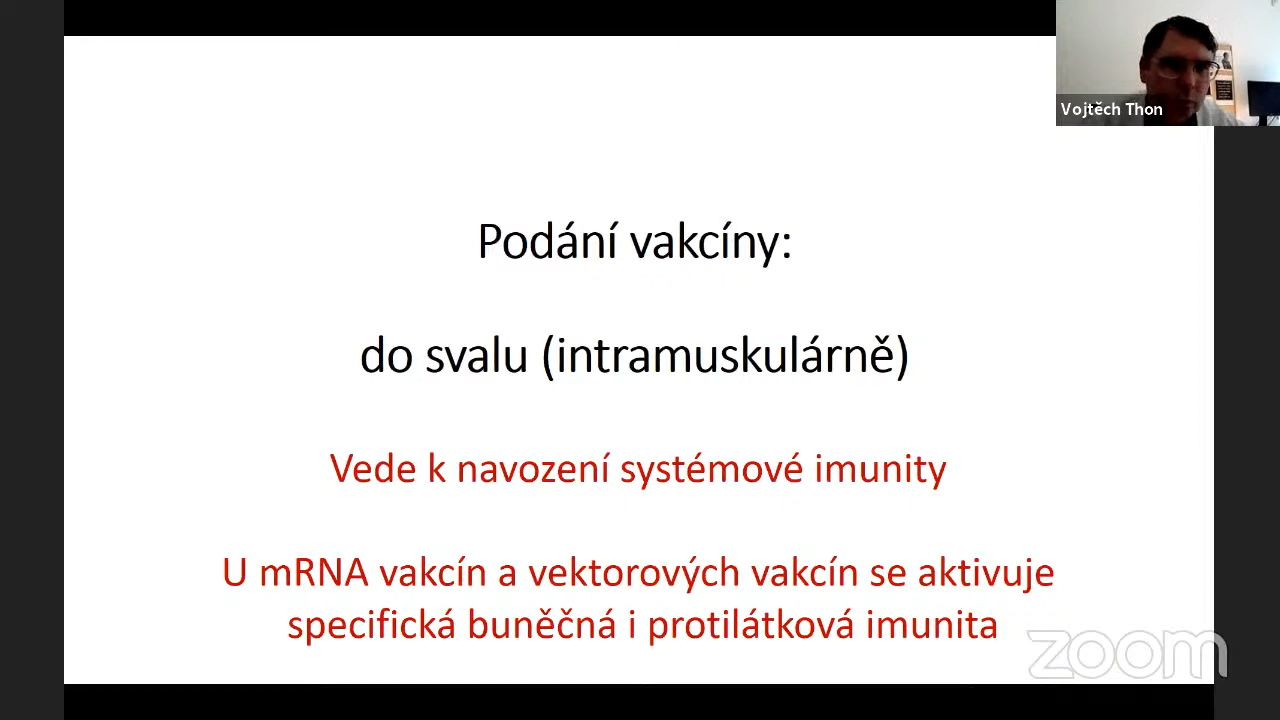 Vojtěch Thon
Podání vakcíny:
do svalu (intramuskulárně)
Vede k navození systémové imunity
U mRNA vakcín a vektorových vakcín se aktivuje
specifická buněčná i protilátková imunita
zoom